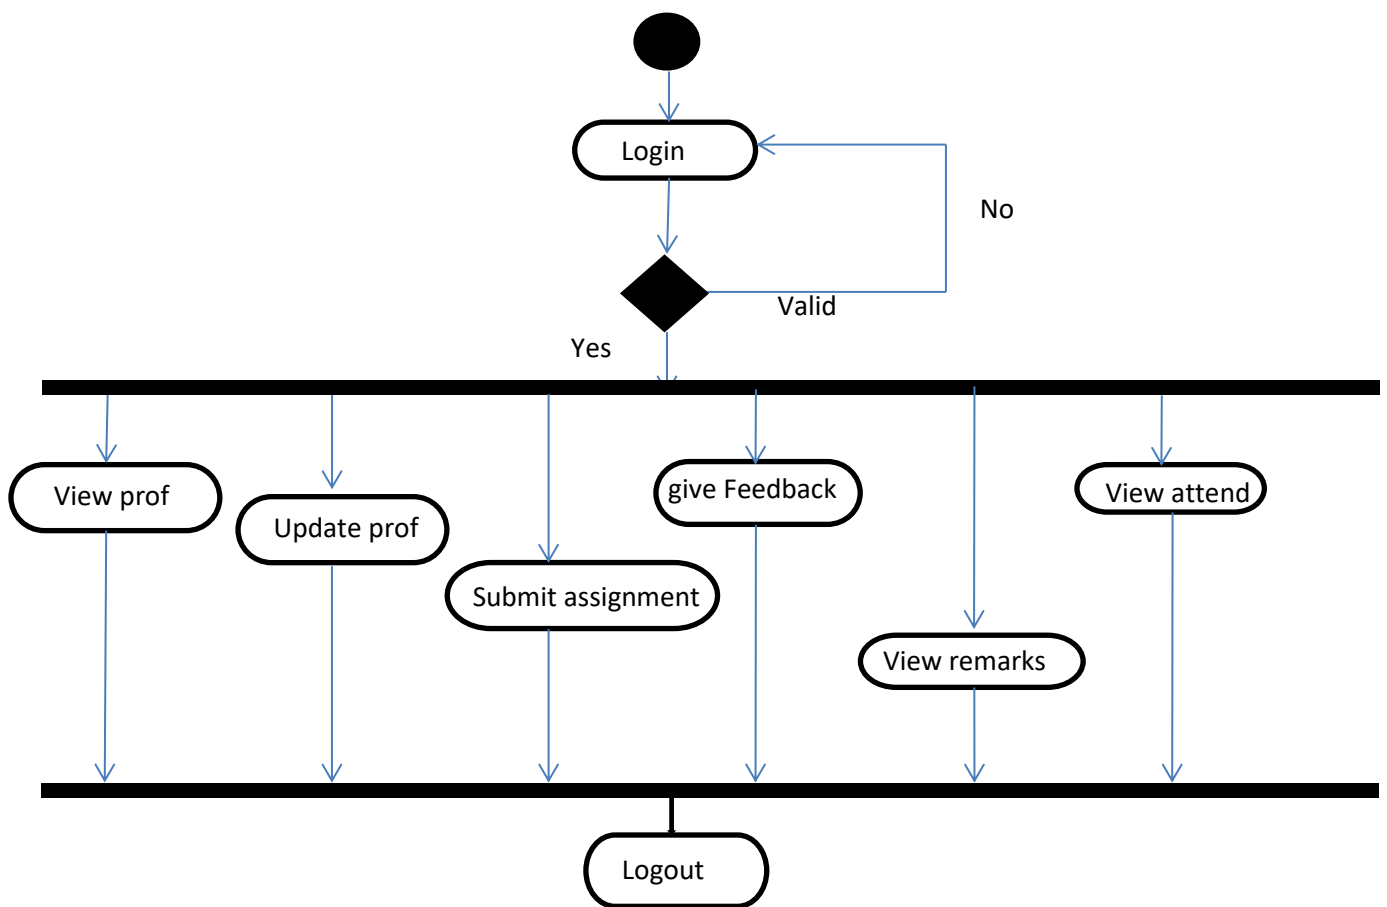 Login
No
Valid
Yes
View prof
Update prof
Submit assignment
give Feedback
View remarks
View attend
Logout